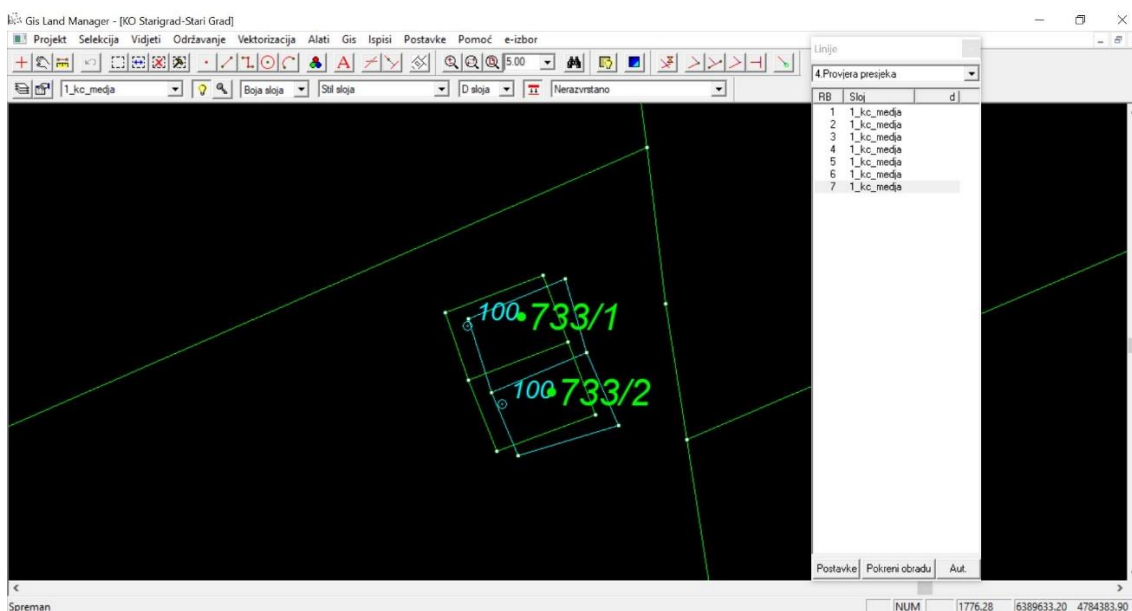 Gis Land Manager - [KO Starigrad-Stari Grad]
Projekt Selekcija Vidjeti Održavanje Vektorizacija Alati Gis Ispisi Postavke Pomoć e-izbor
A 5.00
1_kc_medja Boja sloja Stil sloja D sloja Nerazvrstano
Linije
4.Provjera presjeka
RB Sloj d
1 1_kc_medja
2 1_kc_medja
3 1_kc_medja
4 1_kc_medja
5 1_kc_medja
6 1_kc_medja
7 1_kc_medja
100 733/1
100 733/2
Postavke Pokreni obradu Aut.
Spreman NUM 1776.28 6389633.20 4784383.90